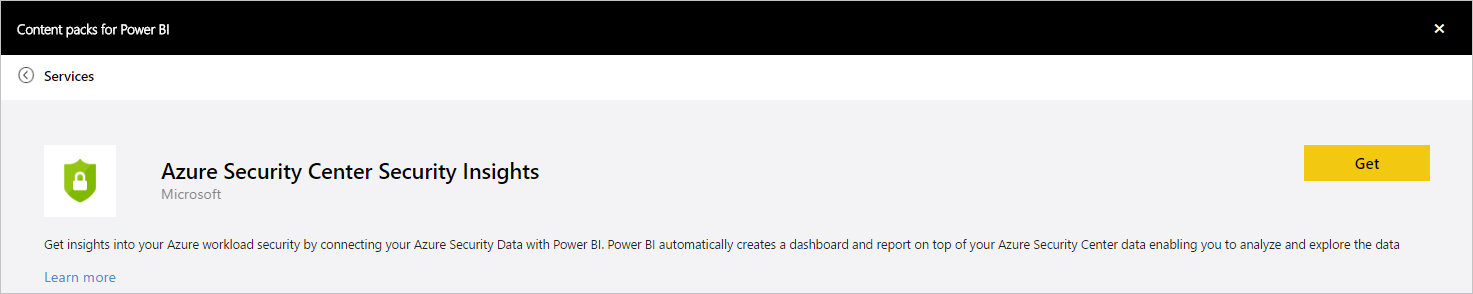 Content packs for Power BI
Services
Azure Security Center Security Insights
Microsoft
Get
Get insights into your Azure workload security by connecting your Azure Security Data with Power BI. Power BI automatically creates a dashboard and report on top of your Azure Security Center data enabling you to analyze and explore the data
Learn more